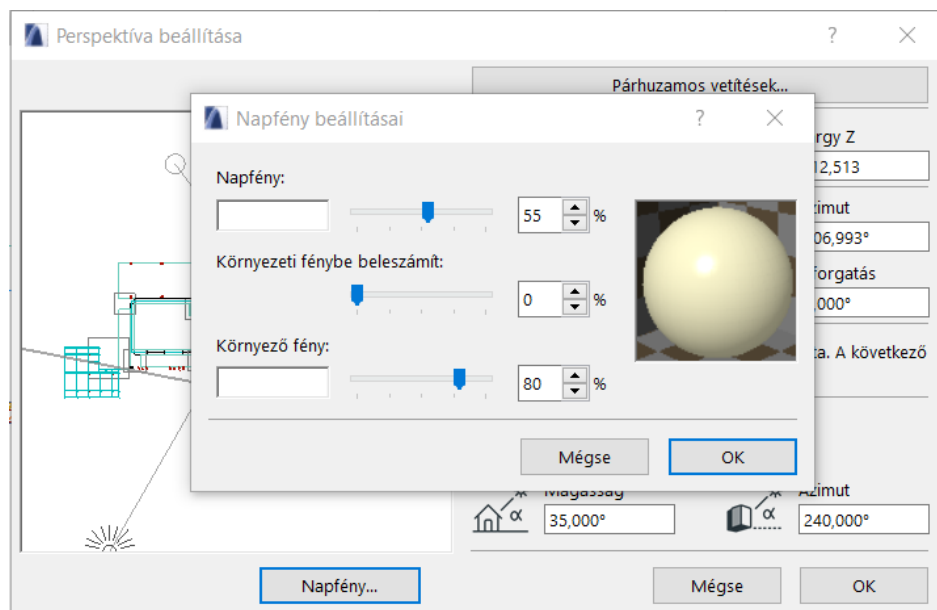 Perspektíva beállítása
Párhuzamos vetítések...
Napfény beállításai
Napfény:
55 %
Környezeti fénybe beleszámít:
0 %
Környező fény:
80 %
Mégse
OK
rgy Z
12,513
zimut
06,993°
forgatás
,000°
ta. A következő
Magasság
35,000°
Azimut
240,000°
Napfény...
Mégse
OK